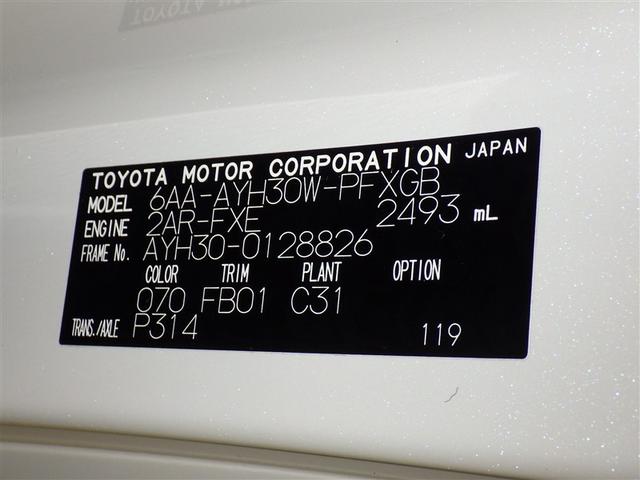 TOYOTA MOTOR CORPORATION JAPAN
MODEL 6AA-AYH30W-PFXGB
ENGINE 2AR-FXE 2493 mL
FRAME No. AYH30-0128826
COLOR TRIM PLANT OPTION
070 FB01 C31
TRANS./AXLE P314 119